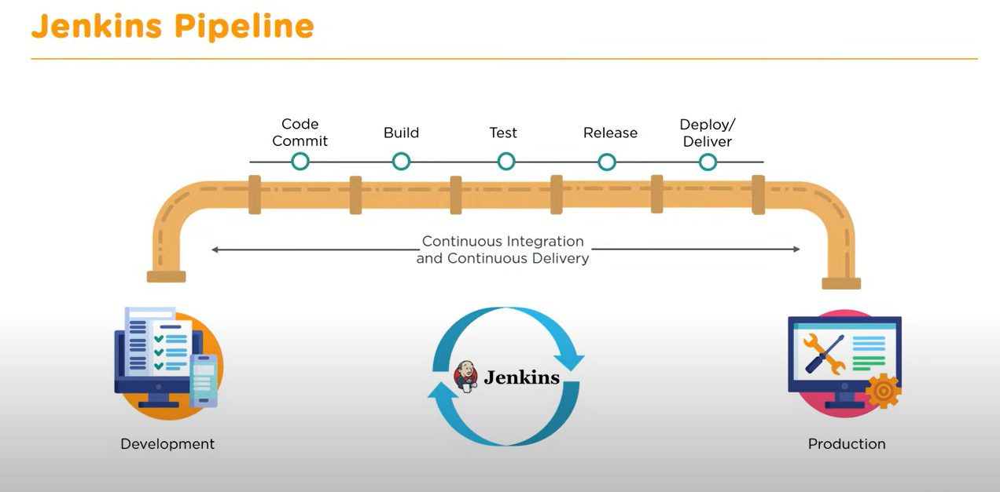 Jenkins Pipeline
Code
Commit
Build
Test
Release
Deploy/
Deliver
Continuous Integration
and Continuous Delivery
Jenkins
Development
Production